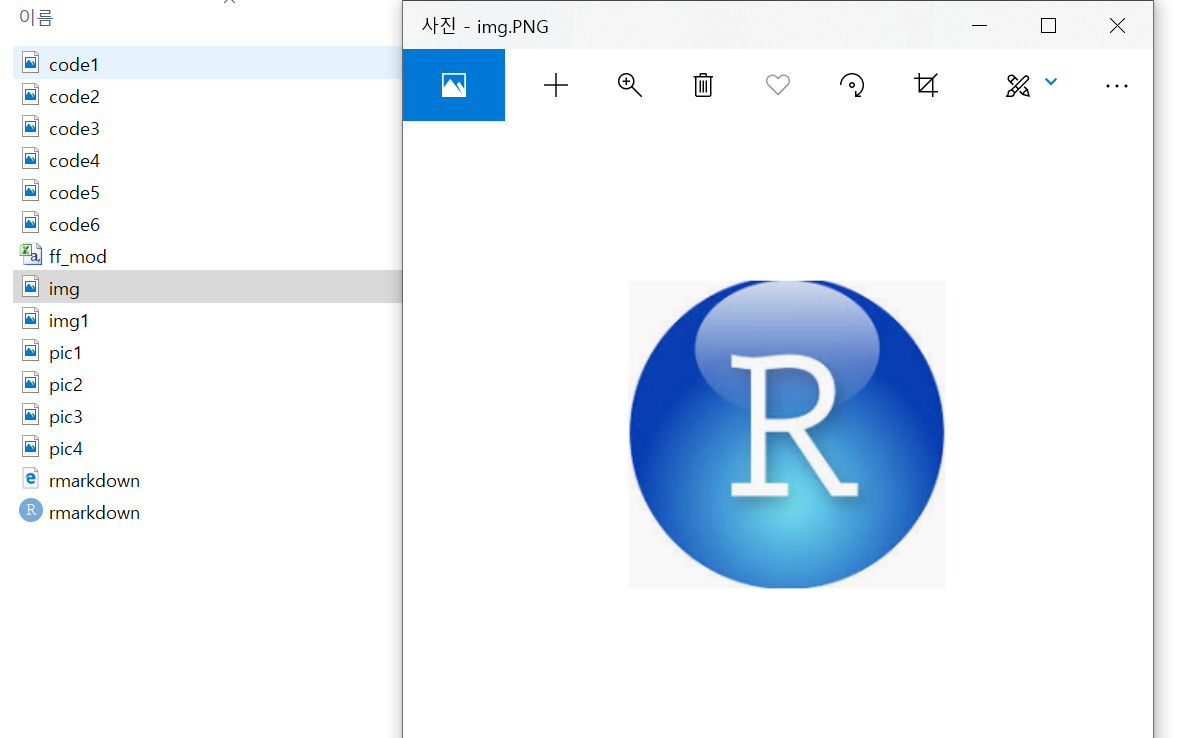 이름
code1
code2
code3
code4
code5
code6
ff_mod
img
img1
pic1
pic2
pic3
pic4
rmarkdown
rmarkdown
사진 - img.PNG
R